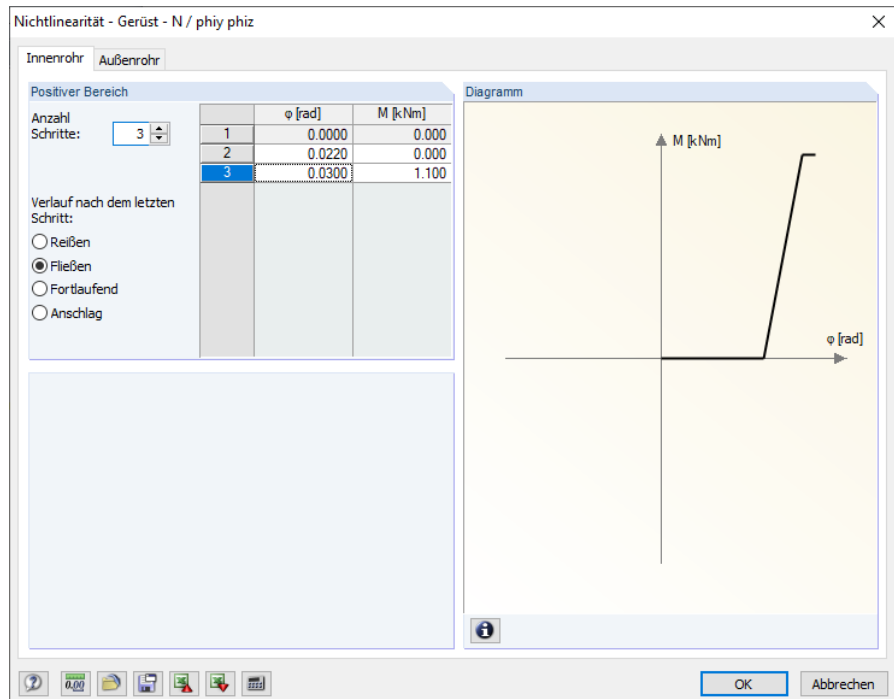 Nichtlinearität - Gerüst - N / phiy phiz
Innenrohr Außenrohr
Positiver Bereich
Anzahl
Schritte: 3
φ [rad] M [kNm]
1 0.0000 0.000
2 0.0220 0.000
3 0.0300 1.100
Verlauf nach dem letzten
Schritt:
Reißen
Fließen
Fortlaufend
Anschlag
Diagramm
M [kNm]
φ [rad]
0.00
OK Abbrechen